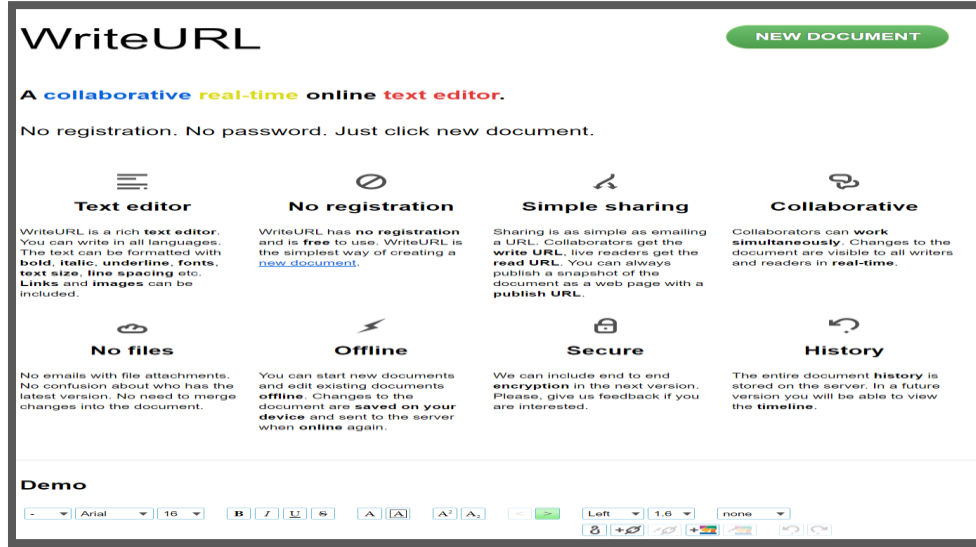 WriteURL
NEW DOCUMENT
A collaborative real-time online text editor.
No registration. No password. Just click new document.
Text editor
WriteURL is a rich text editor.
You can write in all languages.
The text can be formatted with
bold, italic, underline, fonts,
text size, line spacing etc.
Links and images can be
included.
No registration
WriteURL has no registration
and is free to use. WriteURL is
the simplest way of creating a
new document.
Simple sharing
Sharing is as simple as emailing
a URL. Collaborators get the
write URL, live readers get the
read URL. You can always
publish a snapshot of the
document as a web page with a
publish URL.
Collaborative
Collaborators can work
simultaneously. Changes to the
document are visible to all writers
and readers in real-time.
No files
No emails with file attachments.
No confusion about who has the
latest version. No need to merge
changes into the document.
Offline
You can start new documents
and edit existing documents
offline. Changes to the
document are saved on your
device and sent to the server
when online again.
Secure
We can include end to end
encryption in the next version.
Please, give us feedback if you
are interested.
History
The entire document history is
stored on the server. In a future
version you will be able to view
the timeline.
Demo
- Arial 16 B I U S A A A² A₂ < > Left 1.6 none